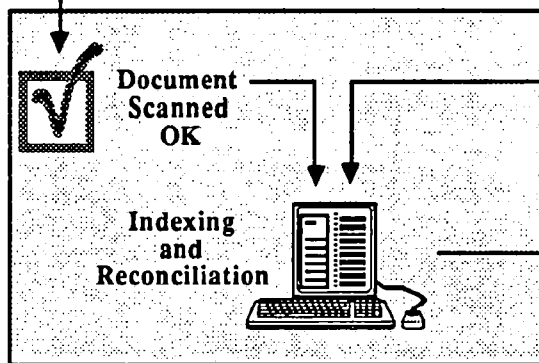 Document
Scanned
OK
Indexing
and
Reconciliation